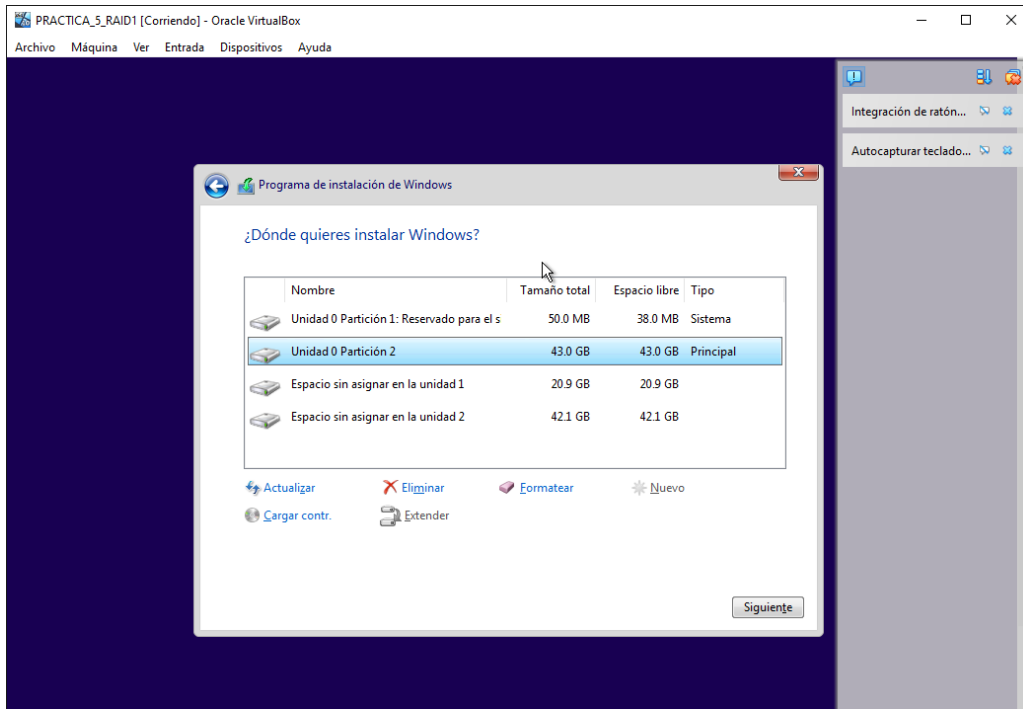 PRACTICA_5_RAID1 [Corriendo] - Oracle VirtualBox
Archivo Máquina Ver Entrada Dispositivos Ayuda
Integración de ratón...
Autocapturar teclado...
Programa de instalación de Windows
¿Dónde quieres instalar Windows?
Nombre Tamaño total Espacio libre Tipo
Unidad 0 Partición 1: Reservado para el s 50.0 MB 38.0 MB Sistema
Unidad 0 Partición 2 43.0 GB 43.0 GB Principal
Espacio sin asignar en la unidad 1 20.9 GB 20.9 GB
Espacio sin asignar en la unidad 2 42.1 GB 42.1 GB
Actualizar Eliminar Formatear Nuevo
Cargar contr. Extender
Siguiente